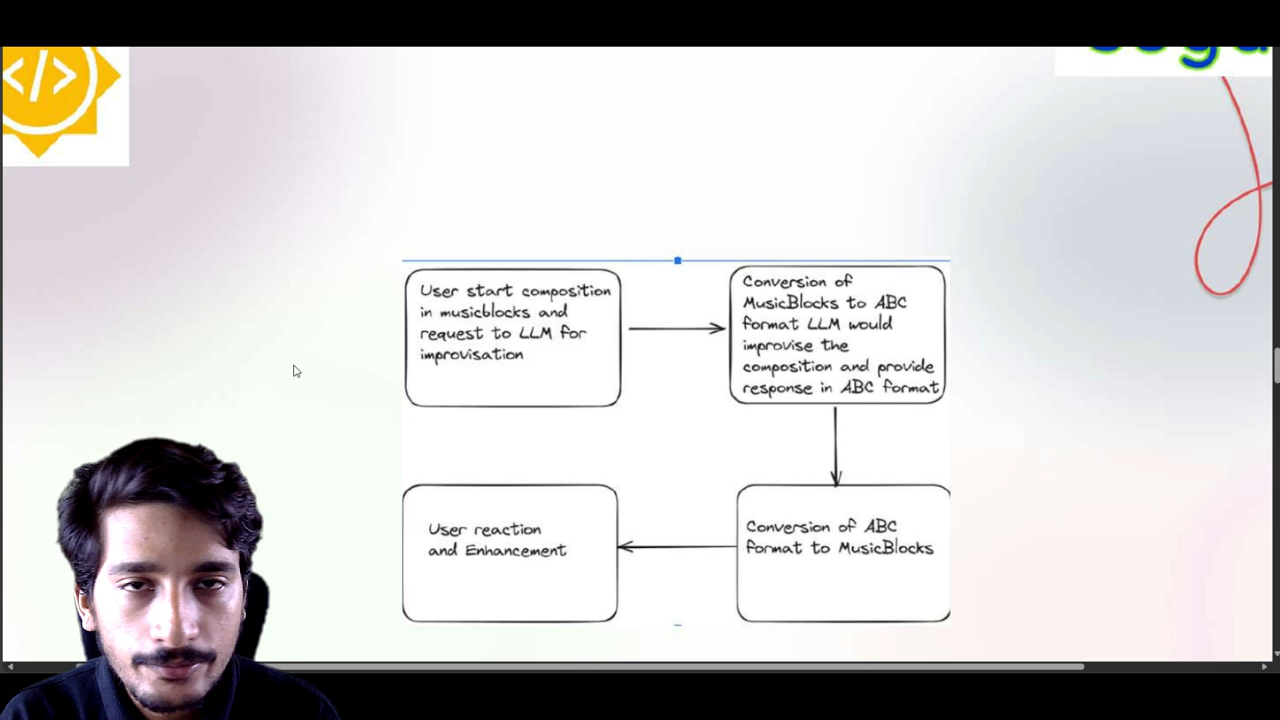 </>
User start composition
in musicblocks and
request to LLM for
improvisation
Conversion of
MusicBlocks to ABC
format LLM would
improvise the
composition and provide
response in ABC format
Conversion of ABC
format to MusicBlocks
User reaction
and Enhancement